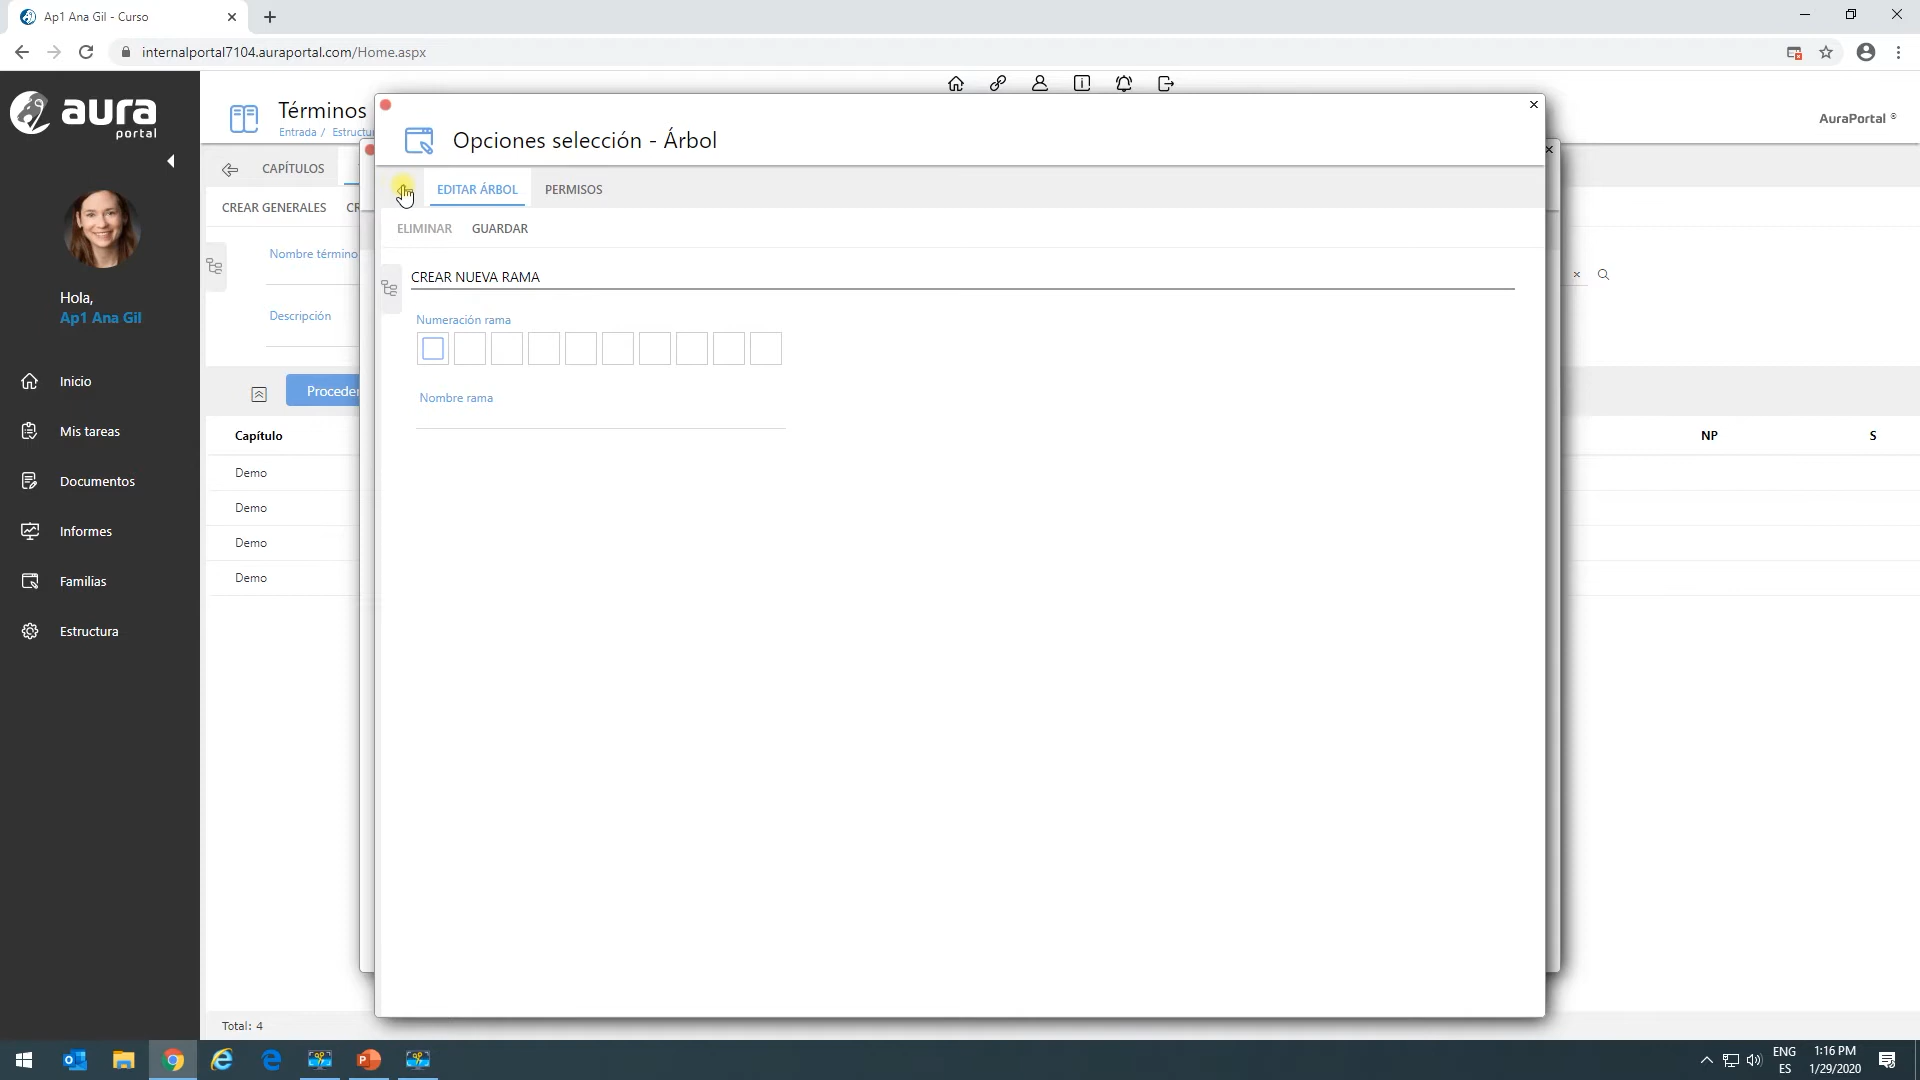 Ap1 Ana Gil - Curso
internalportal7104.auraportal.com/Home.aspx
aura
portal
Términos
Entrada / Estructu
AuraPortal ®
Opciones selección - Árbol
CAPÍTULOS
EDITAR ÁRBOL
PERMISOS
CREAR GENERALES
CR
ELIMINAR
GUARDAR
Nombre término
CREAR NUEVA RAMA
Hola,
Ap1 Ana Gil
Descripción
Numeración rama
Nombre rama
Inicio
Mis tareas
Documentos
Informes
Familias
Estructura
Proceder
Capítulo
NP
S
Demo
Demo
Demo
Demo
Total: 4
ENG
ES
1:16 PM
1/29/2020